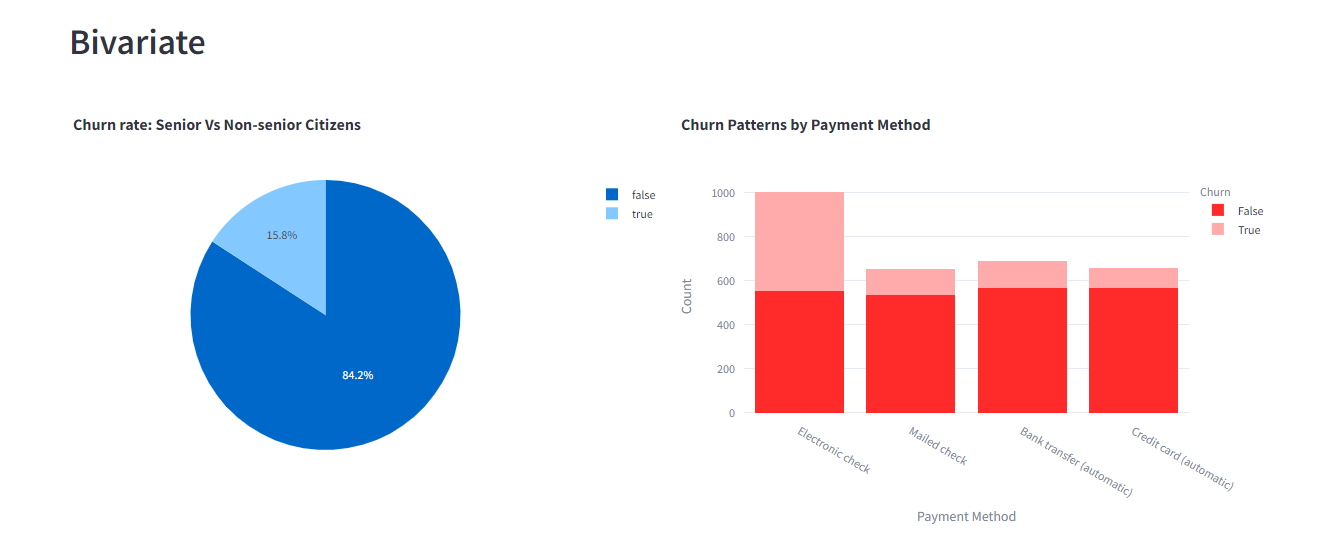 Bivariate
Churn rate: Senior Vs Non-senior Citizens
15.8%
84.2%
false
true
Churn Patterns by Payment Method
1000
800
600
400
200
0
Count
Electronic check
Mailed check
Bank transfer (automatic)
Credit card (automatic)
Payment Method
Churn
False
True